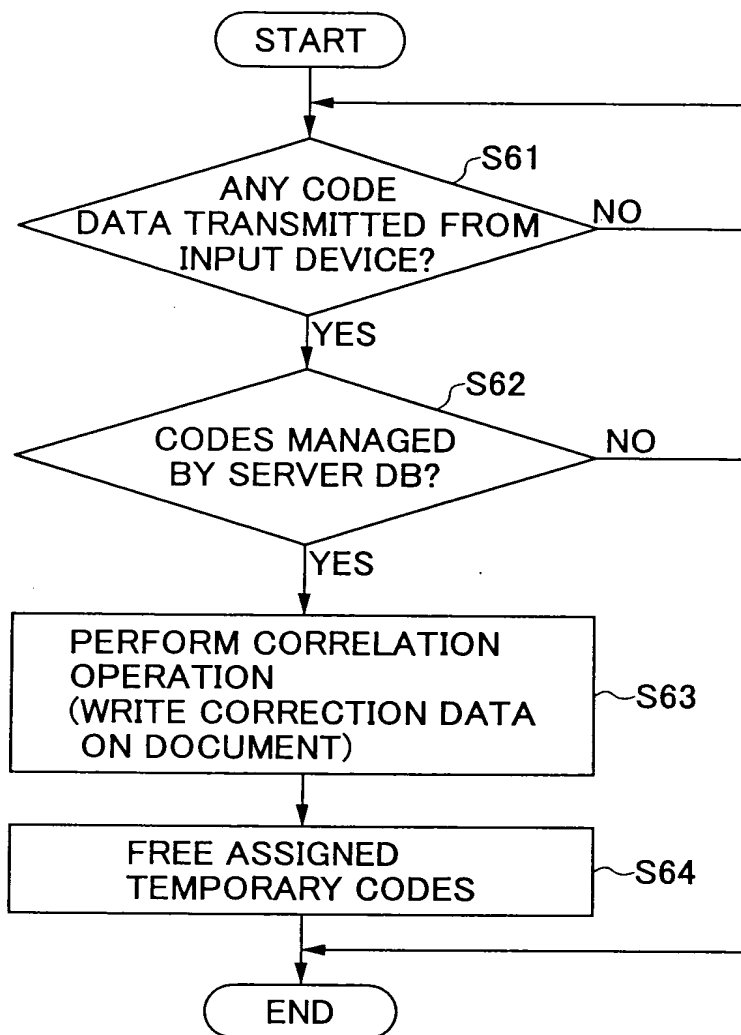 START
S61
ANY CODE
DATA TRANSMITTED FROM
INPUT DEVICE?
NO
YES
S62
CODES MANAGED
BY SERVER DB?
NO
YES
PERFORM CORRELATION
OPERATION
(WRITE CORRECTION DATA
ON DOCUMENT)
S63
FREE ASSIGNED
TEMPORARY CODES
S64
END